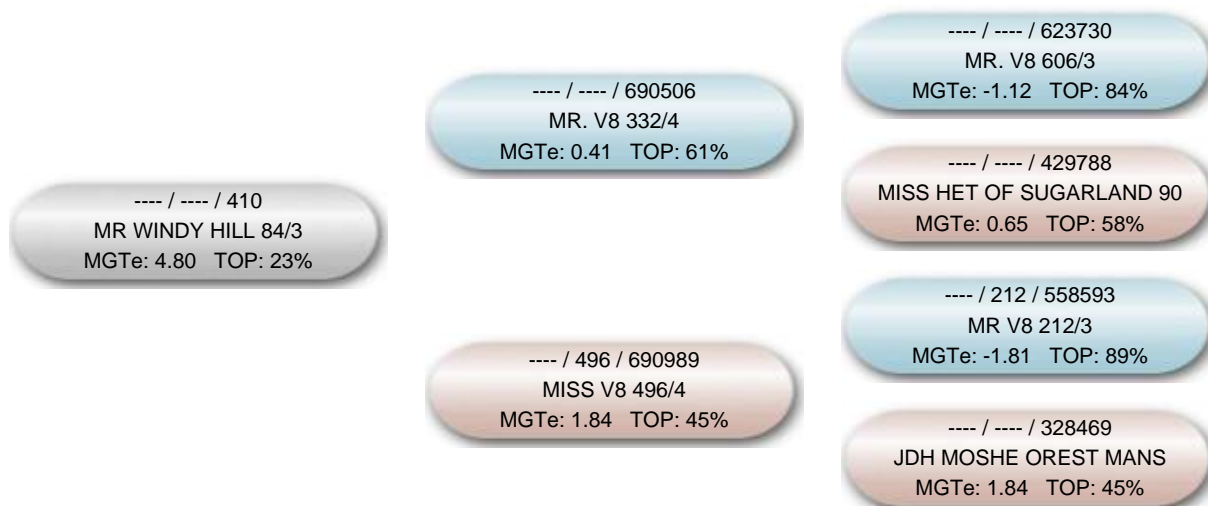 ---- / ---- / 410
MR WINDY HILL 84/3
MGTe: 4.80 TOP: 23%
---- / ---- / 690506
MR. V8 332/4
MGTe: 0.41 TOP: 61%
---- / 496 / 690989
MISS V8 496/4
MGTe: 1.84 TOP: 45%
---- / ---- / 623730
MR. V8 606/3
MGTe: -1.12 TOP: 84%
---- / ---- / 429788
MISS HET OF SUGARLAND 90
MGTe: 0.65 TOP: 58%
---- / 212 / 558593
MR V8 212/3
MGTe: -1.81 TOP: 89%
---- / ---- / 328469
JDH MOSHE OREST MANS
MGTe: 1.84 TOP: 45%